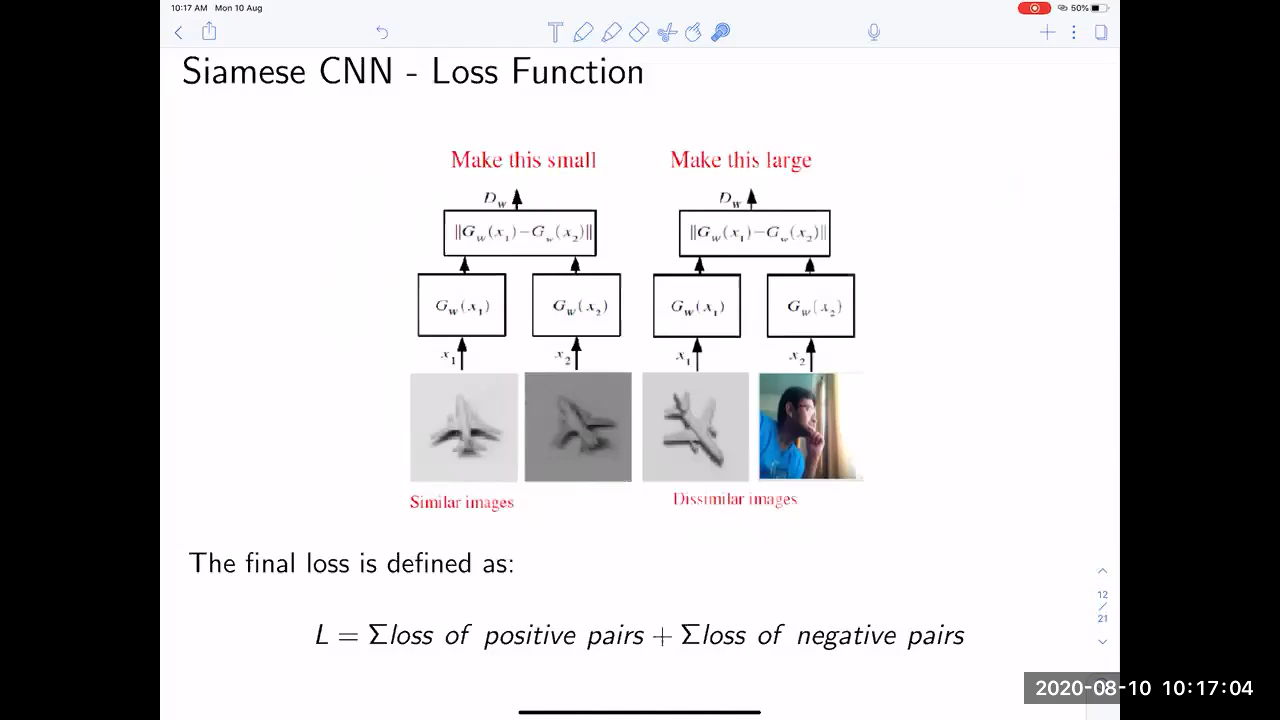 10:17 AM Mon 10 Aug
50%
Siamese CNN - Loss Function
Make this small
Make this large
D_W
D_W
||G_W(x_1)-G_w(x_2)||
||G_W(x_1)-G_w(x_2)||
G_W(x_1)
G_W(x_2)
G_W(x_1)
G_W(x_2)
x_1
x_2
x_1
x_2
Similar images
Dissimilar images
The final loss is defined as:
L = Σloss of positive pairs + Σloss of negative pairs
12
/
21
2020-08-10 10:17:04